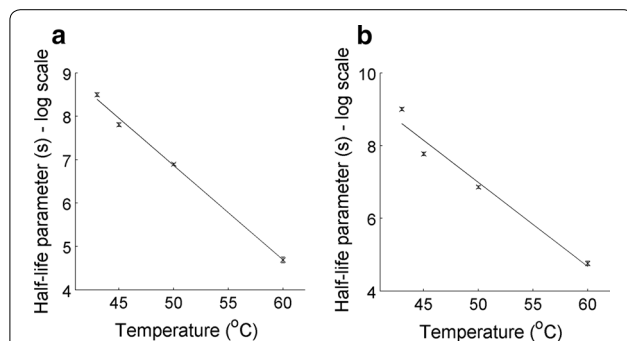 a
Half-life parameter (s) - log scale
9
8
7
6
5
4
45 50 55 60
Temperature (°C)
b
Half-life parameter (s) - log scale
10
8
6
4
45 50 55 60
Temperature (°C)